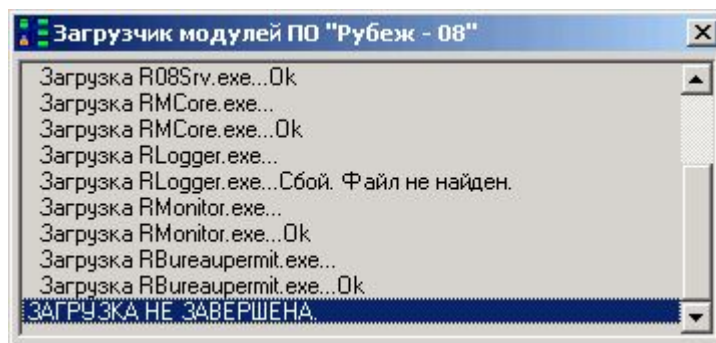 Загрузчик модулей ПО "Рубеж - 08"
Загрузка R08Srv.exe...Ok
Загрузка RMCore.exe...
Загрузка RMCore.exe...Ok
Загрузка RLogger.exe...
Загрузка RLogger.exe...Сбой. Файл не найден.
Загрузка RMonitor.exe...
Загрузка RMonitor.exe...Ok
Загрузка RBureaupermit.exe...
Загрузка RBureaupermit.exe...Ok
ЗАГРУЗКА НЕ ЗАВЕРШЕНА.